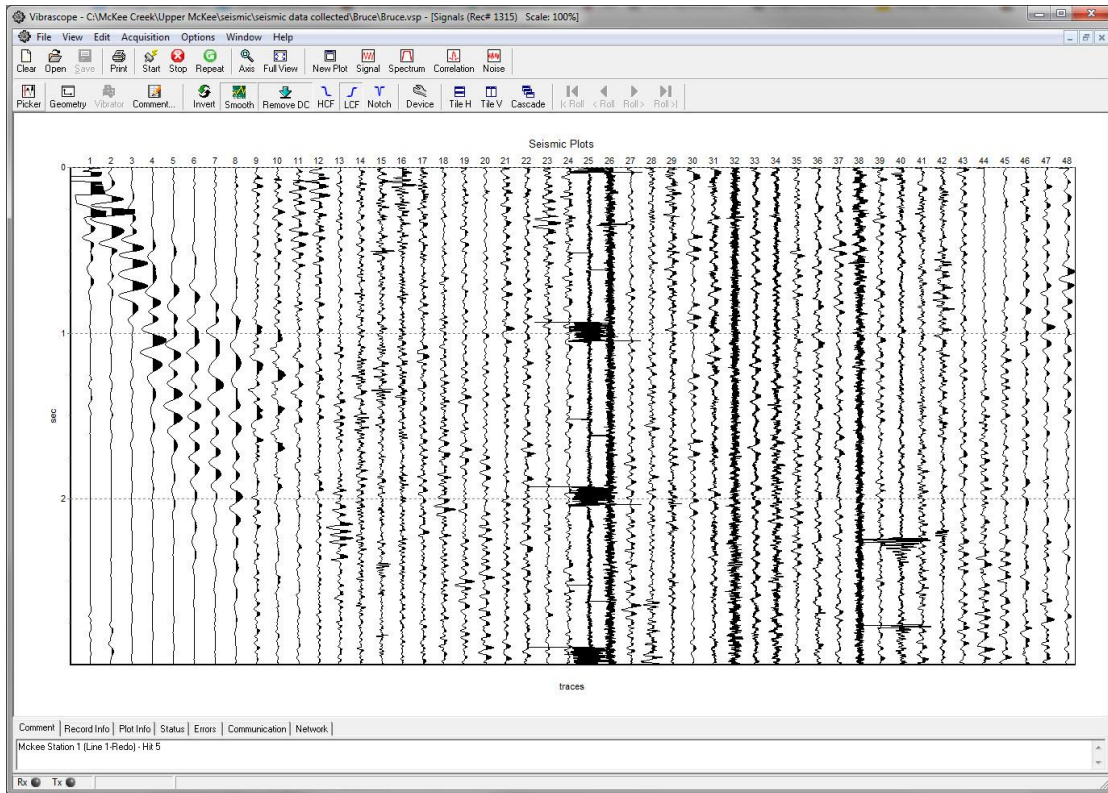 Vibrascope - C:\McKee Creek\Upper McKee\seismic\seismic data collected\Bruce\Bruce.vsp - [Signals (Rec# 1315) Scale: 100%]
File View Edit Acquisition Options Window Help
Clear Open Save Print Start Stop Repeat Axis Full View New Plot Signal Spectrum Correlation Noise
Picker Geometry Vibrator Comment... Invert Smooth Remove DC HCF LCF Notch Device Tile H Tile V Cascade |< Roll < Roll Roll > Roll >|
Seismic Plots
1 2 3 4 5 6 7 8 9 10 11 12 13 14 15 16 17 18 19 20 21 22 23 24 25 26 27 28 29 30 31 32 33 34 35 36 37 38 39 40 41 42 43 44 45 46 47 48
0
1
sec
2
traces
Comment Record Info Plot Info Status Errors Communication Network
Mckee Station 1 (Line 1-Redo) - Hit 5
Rx Tx